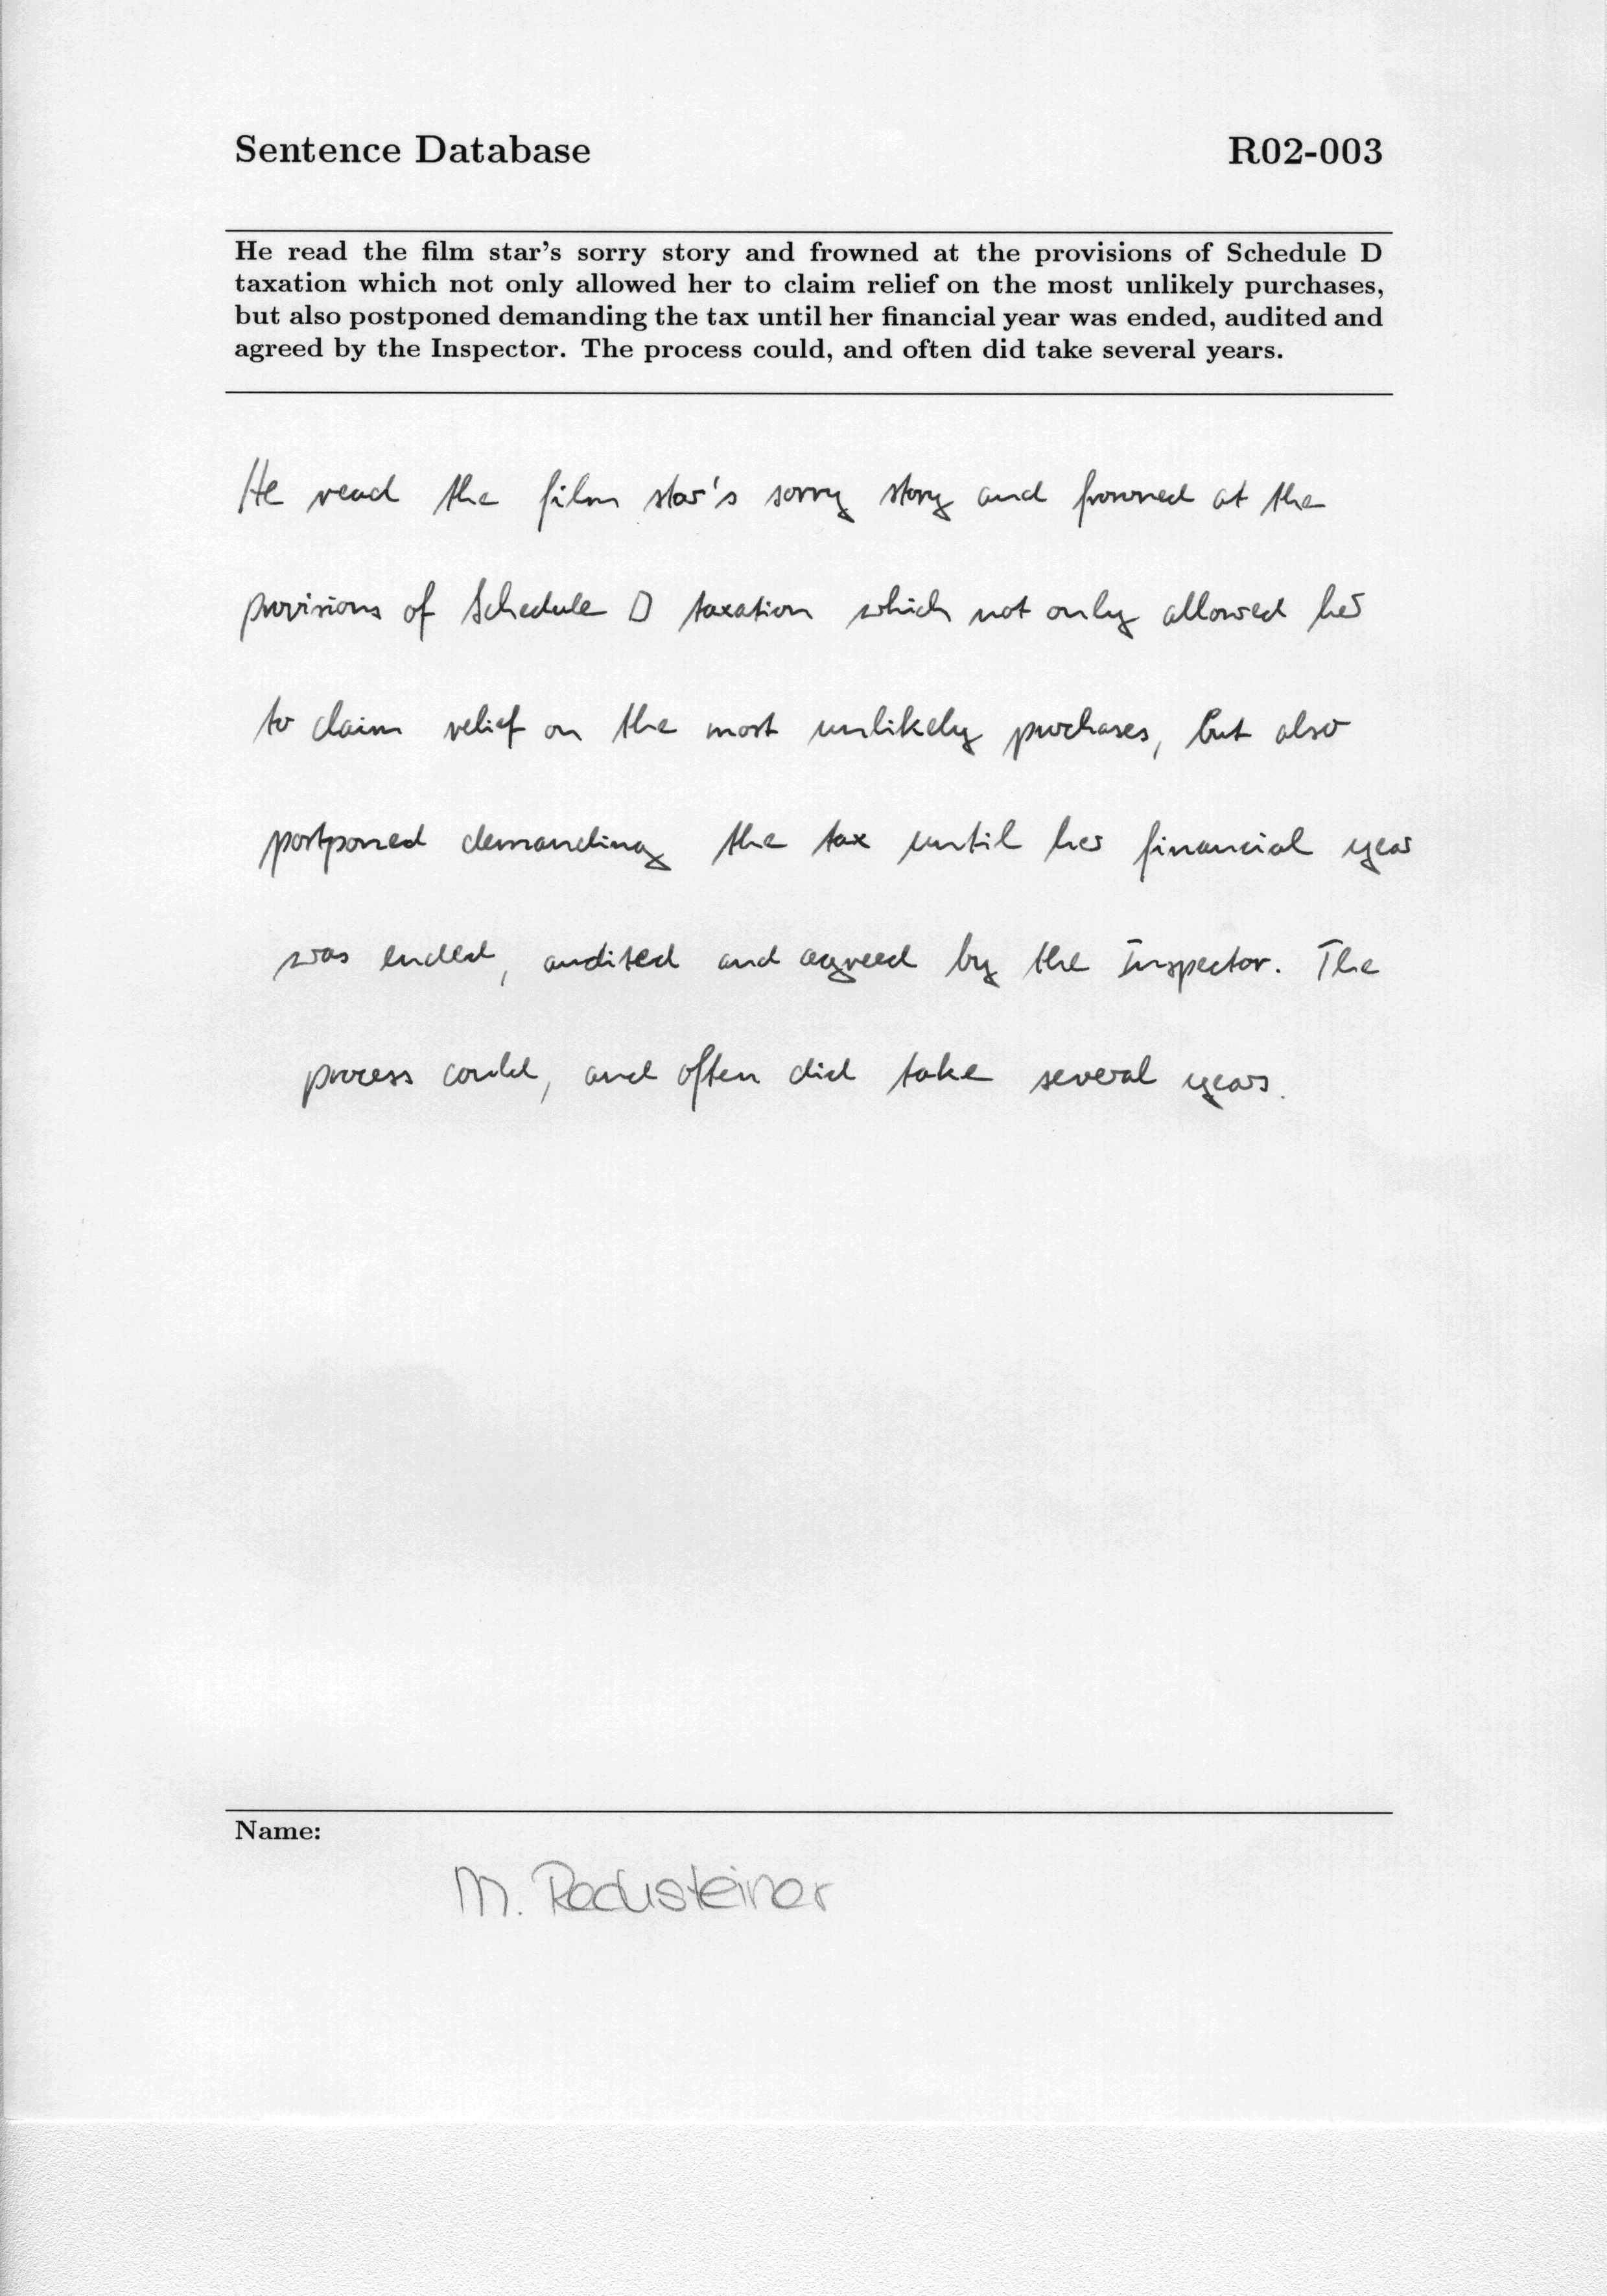 Sentence Database R02-003
He read the film star's sorry story and frowned at the provisions of Schedule D
taxation which not only allowed her to claim relief on the most unlikely purchases,
but also postponed demanding the tax until her financial year was ended, audited and
agreed by the Inspector. The process could, and often did take several years.
He read the film star's sorry story and frowned at the
provisions of Schedule D taxation which not only allowed her
to claim relief on the most unlikely purchases, but also
postponed demanding the tax until her financial year
was ended, audited and agreed by the Inspector. The
process could, and often did take several years.
Name:
M.